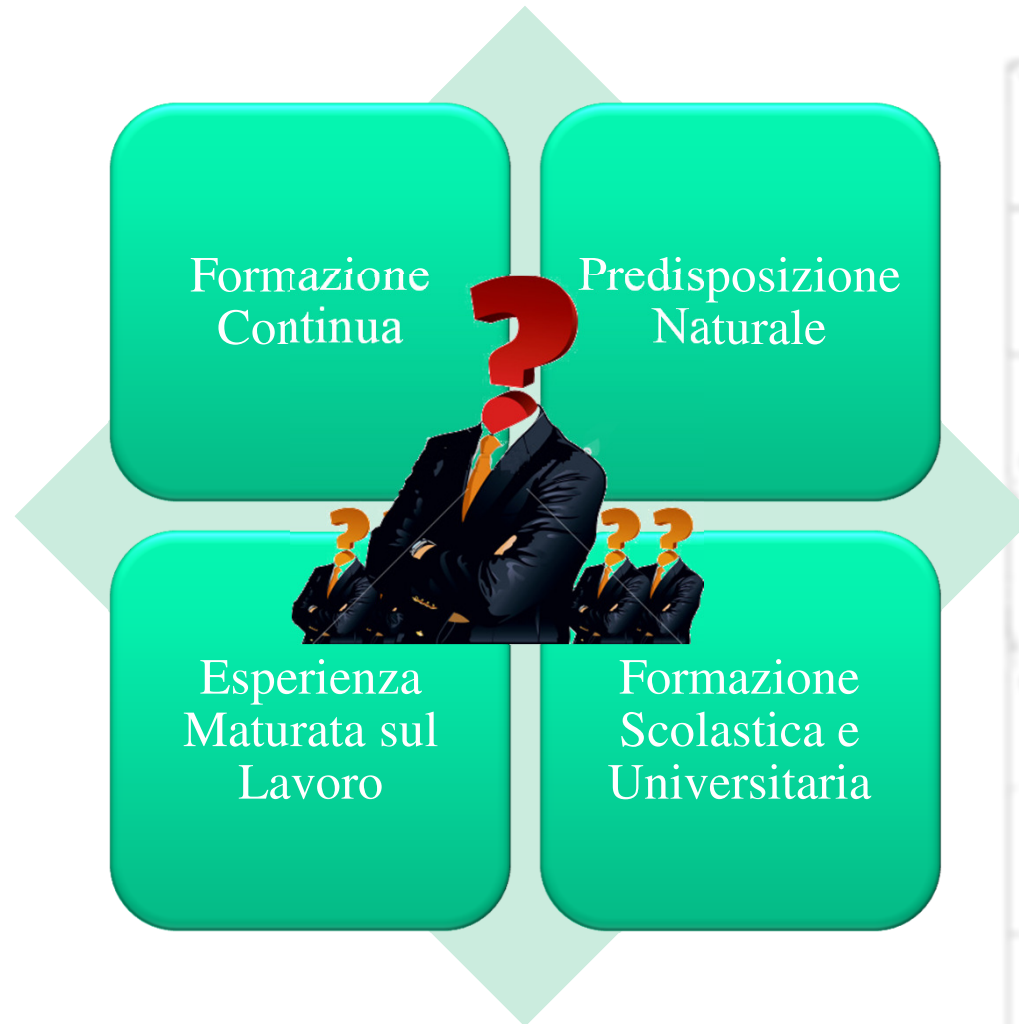 Formazione
Continua
Predisposizione
Naturale
Esperienza
Maturata sul
Lavoro
Formazione
Scolastica e
Universitaria